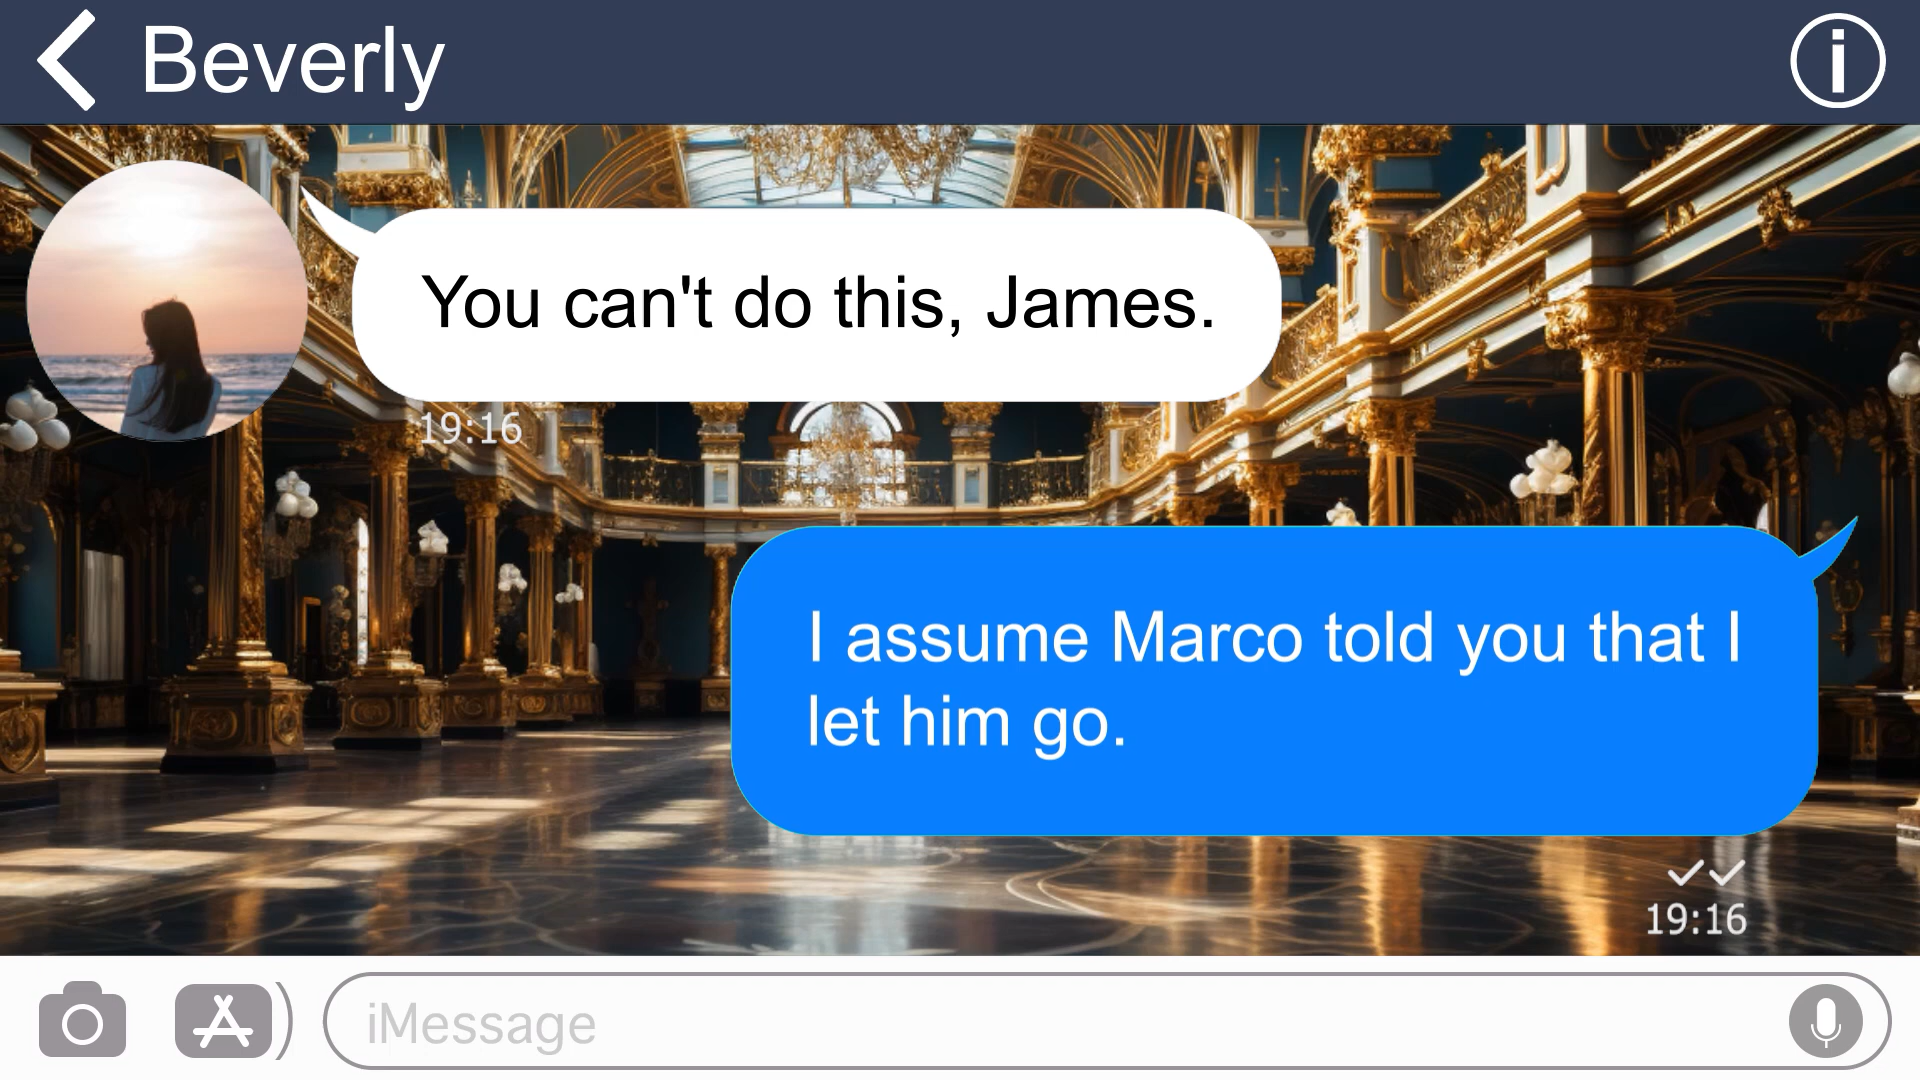 Beverly
You can't do this, James.
19:16
I assume Marco told you that I
let him go.
19:16
iMessage